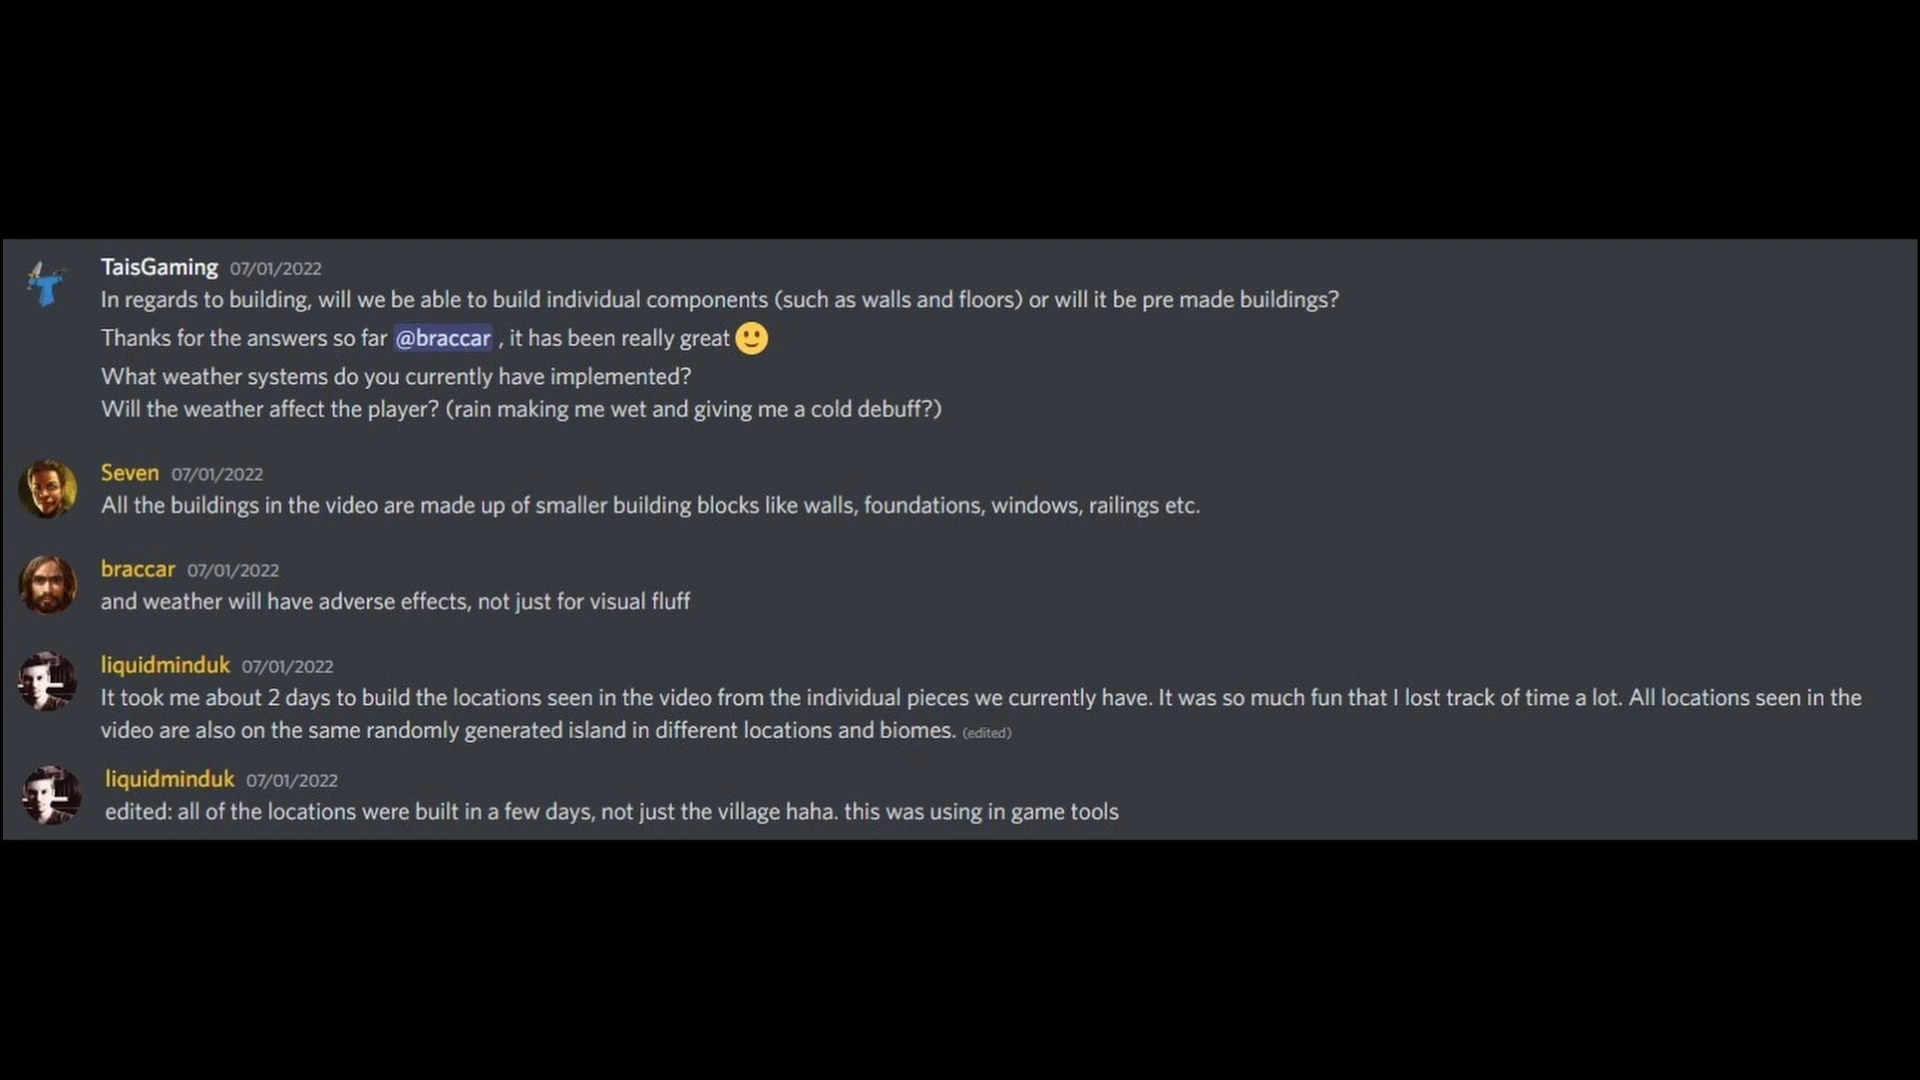 TaisGaming 07/01/2022
In regards to building, will we be able to build individual components (such as walls and floors) or will it be pre made buildings?
Thanks for the answers so far @braccar , it has been really great
What weather systems do you currently have implemented?
Will the weather affect the player? (rain making me wet and giving me a cold debuff?)
Seven 07/01/2022
All the buildings in the video are made up of smaller building blocks like walls, foundations, windows, railings etc.
braccar 07/01/2022
and weather will have adverse effects, not just for visual fluff
liquidminduk 07/01/2022
It took me about 2 days to build the locations seen in the video from the individual pieces we currently have. It was so much fun that I lost track of time a lot. All locations seen in the
video are also on the same randomly generated island in different locations and biomes. (edited)
liquidminduk 07/01/2022
edited: all of the locations were built in a few days, not just the village haha. this was using in game tools